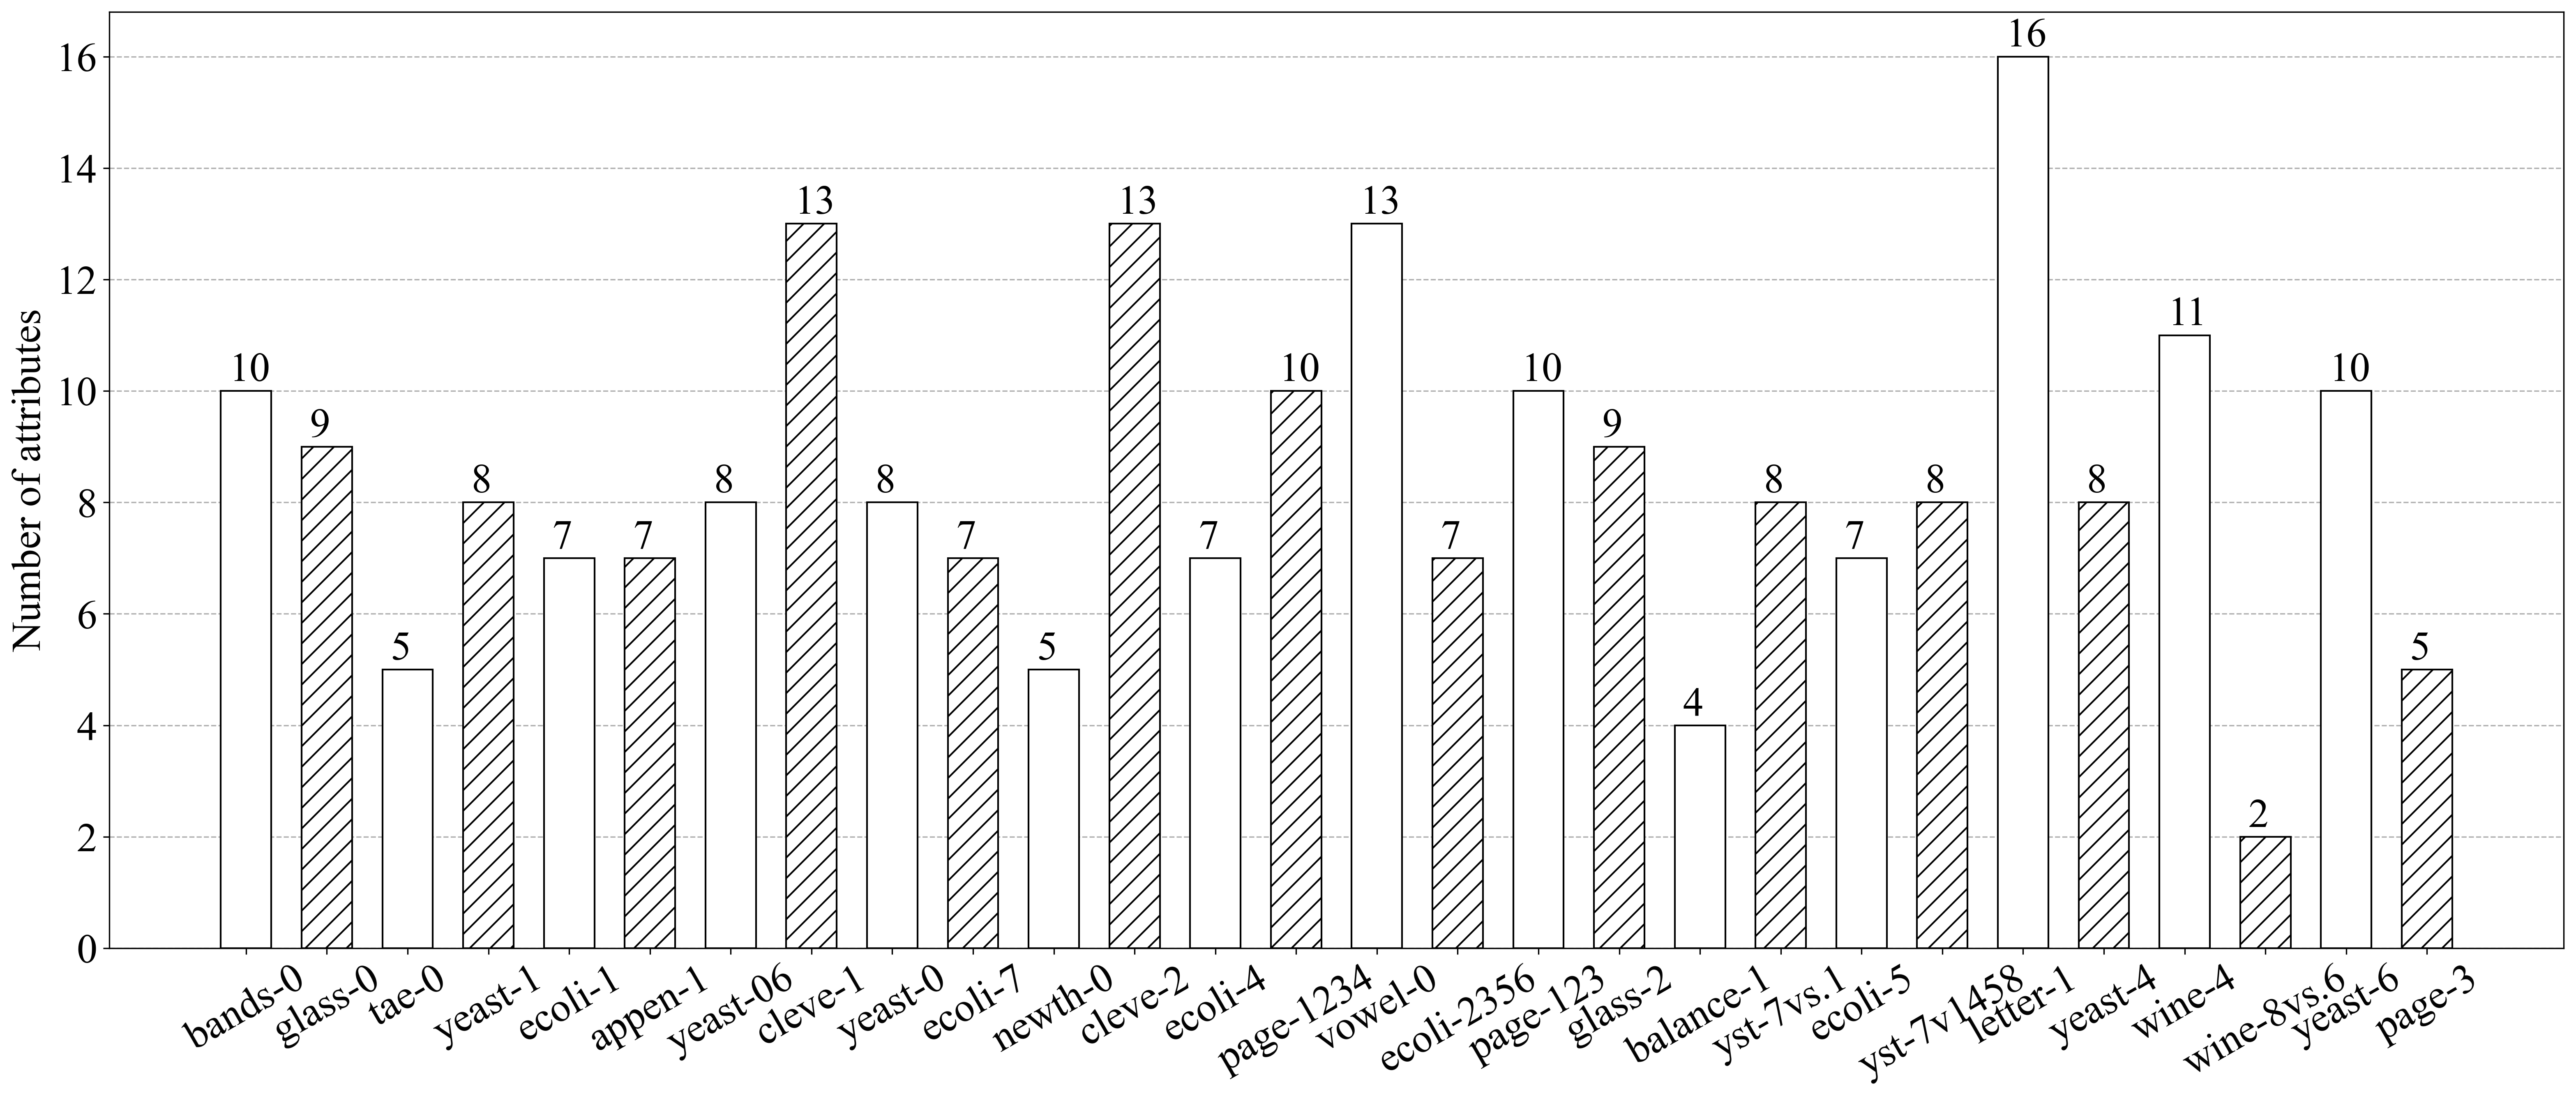 Number of attributes
16
14
12
10
8
6
4
2
0
10
9
5
8
7
7
8
13
8
7
5
13
7
10
13
7
10
9
4
8
7
8
16
8
11
2
10
5
bands-0
glass-0
tae-0
yeast-1
ecoli-1
appen-1
yeast-06
cleve-1
yeast-0
ecoli-7
newth-0
cleve-2
ecoli-4
page-1234
vowel-0
ecoli-2356
page-123
glass-2
balance-1
yst-7vs.1
ecoli-5
yst-7v1458
letter-1
yeast-4
wine-4
wine-8vs.6
yeast-6
page-3